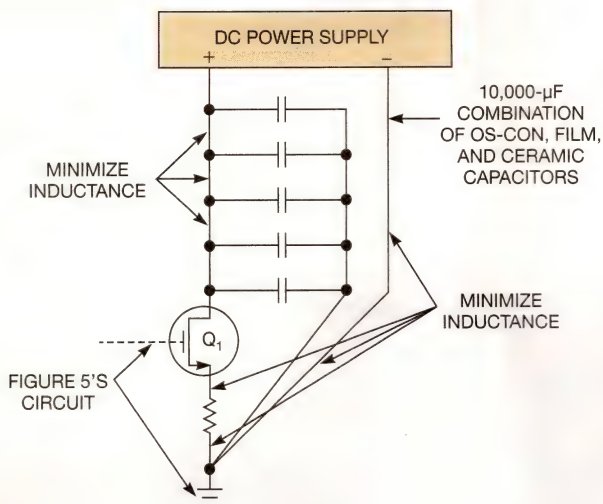 DC POWER SUPPLY
+
–
10,000-µF
COMBINATION
OF OS-CON, FILM,
AND CERAMIC
CAPACITORS
MINIMIZE
INDUCTANCE
MINIMIZE
INDUCTANCE
Q1
FIGURE 5'S
CIRCUIT